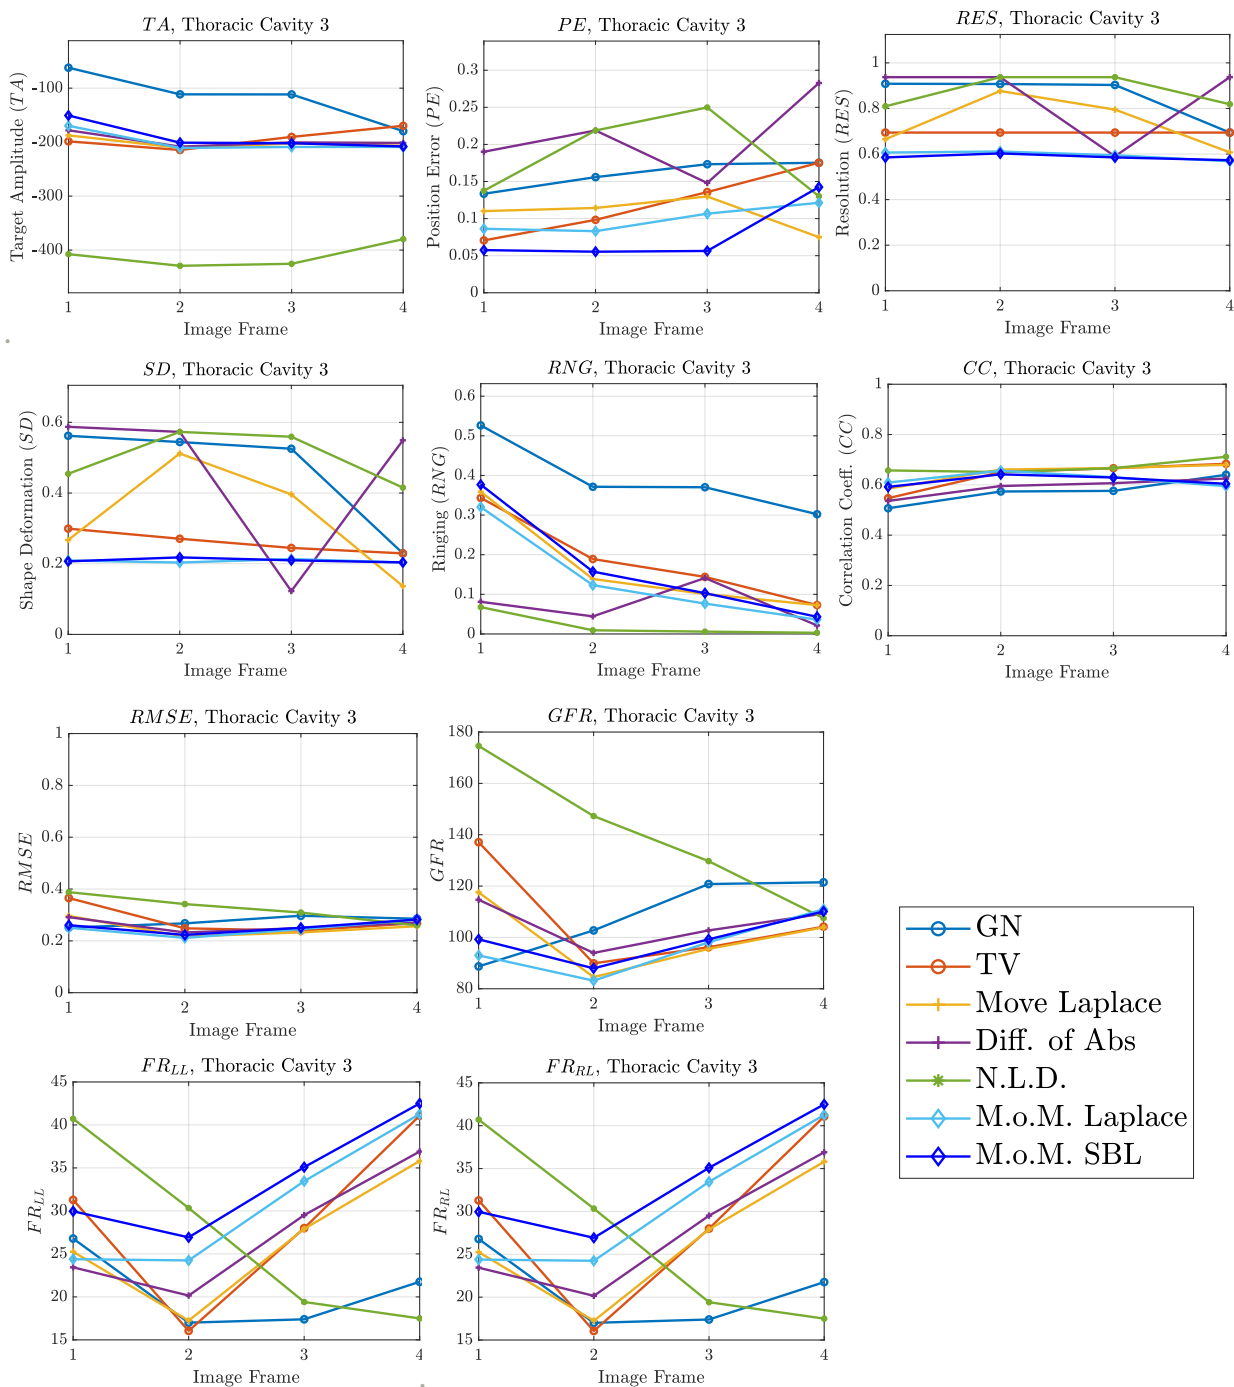 TA, Thoracic Cavity 3
Target Amplitude (TA)
-100
-200
-300
-400
1 2 3 4
Image Frame
PE, Thoracic Cavity 3
Position Error (PE)
0.3
0.25
0.2
0.15
0.1
0.05
0
1 2 3 4
Image Frame
RES, Thoracic Cavity 3
Resolution (RES)
1
0.8
0.6
0.4
0.2
0
1 2 3 4
Image Frame
SD, Thoracic Cavity 3
Shape Deformation (SD)
0.6
0.4
0.2
0
1 2 3 4
Image Frame
RNG, Thoracic Cavity 3
Ringing (RNG)
0.6
0.5
0.4
0.3
0.2
0.1
0
1 2 3 4
Image Frame
CC, Thoracic Cavity 3
Correlation Coeff. (CC)
1
0.8
0.6
0.4
0.2
0
1 2 3 4
Image Frame
RMSE, Thoracic Cavity 3
RMSE
1
0.8
0.6
0.4
0.2
0
1 2 3 4
Image Frame
GFR, Thoracic Cavity 3
GFR
180
160
140
120
100
80
1 2 3 4
Image Frame
GN
TV
Move Laplace
Diff. of Abs
N.L.D.
M.o.M. Laplace
M.o.M. SBL
FR_LL, Thoracic Cavity 3
FR_LL
45
40
35
30
25
20
15
1 2 3 4
Image Frame
FR_RL, Thoracic Cavity 3
FR_RL
45
40
35
30
25
20
15
1 2 3 4
Image Frame